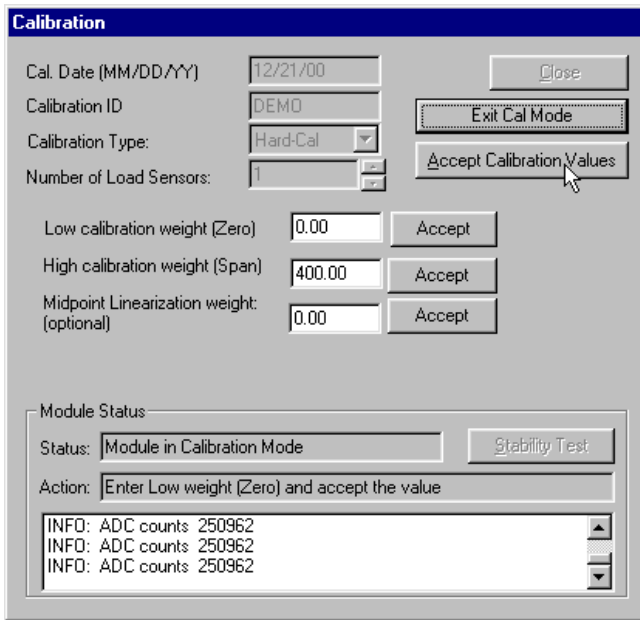 Calibration
Cal. Date (MM/DD/YY) 12/21/00 Close
Calibration ID DEMO Exit Cal Mode
Calibration Type: Hard-Cal
Accept Calibration Values
Number of Load Sensors: 1
Low calibration weight (Zero) 0.00 Accept
High calibration weight (Span) 400.00 Accept
Midpoint Linearization weight:
(optional) 0.00 Accept
Module Status
Status: Module in Calibration Mode Stability Test
Action: Enter Low weight (Zero) and accept the value
INFO: ADC counts 250962
INFO: ADC counts 250962
INFO: ADC counts 250962